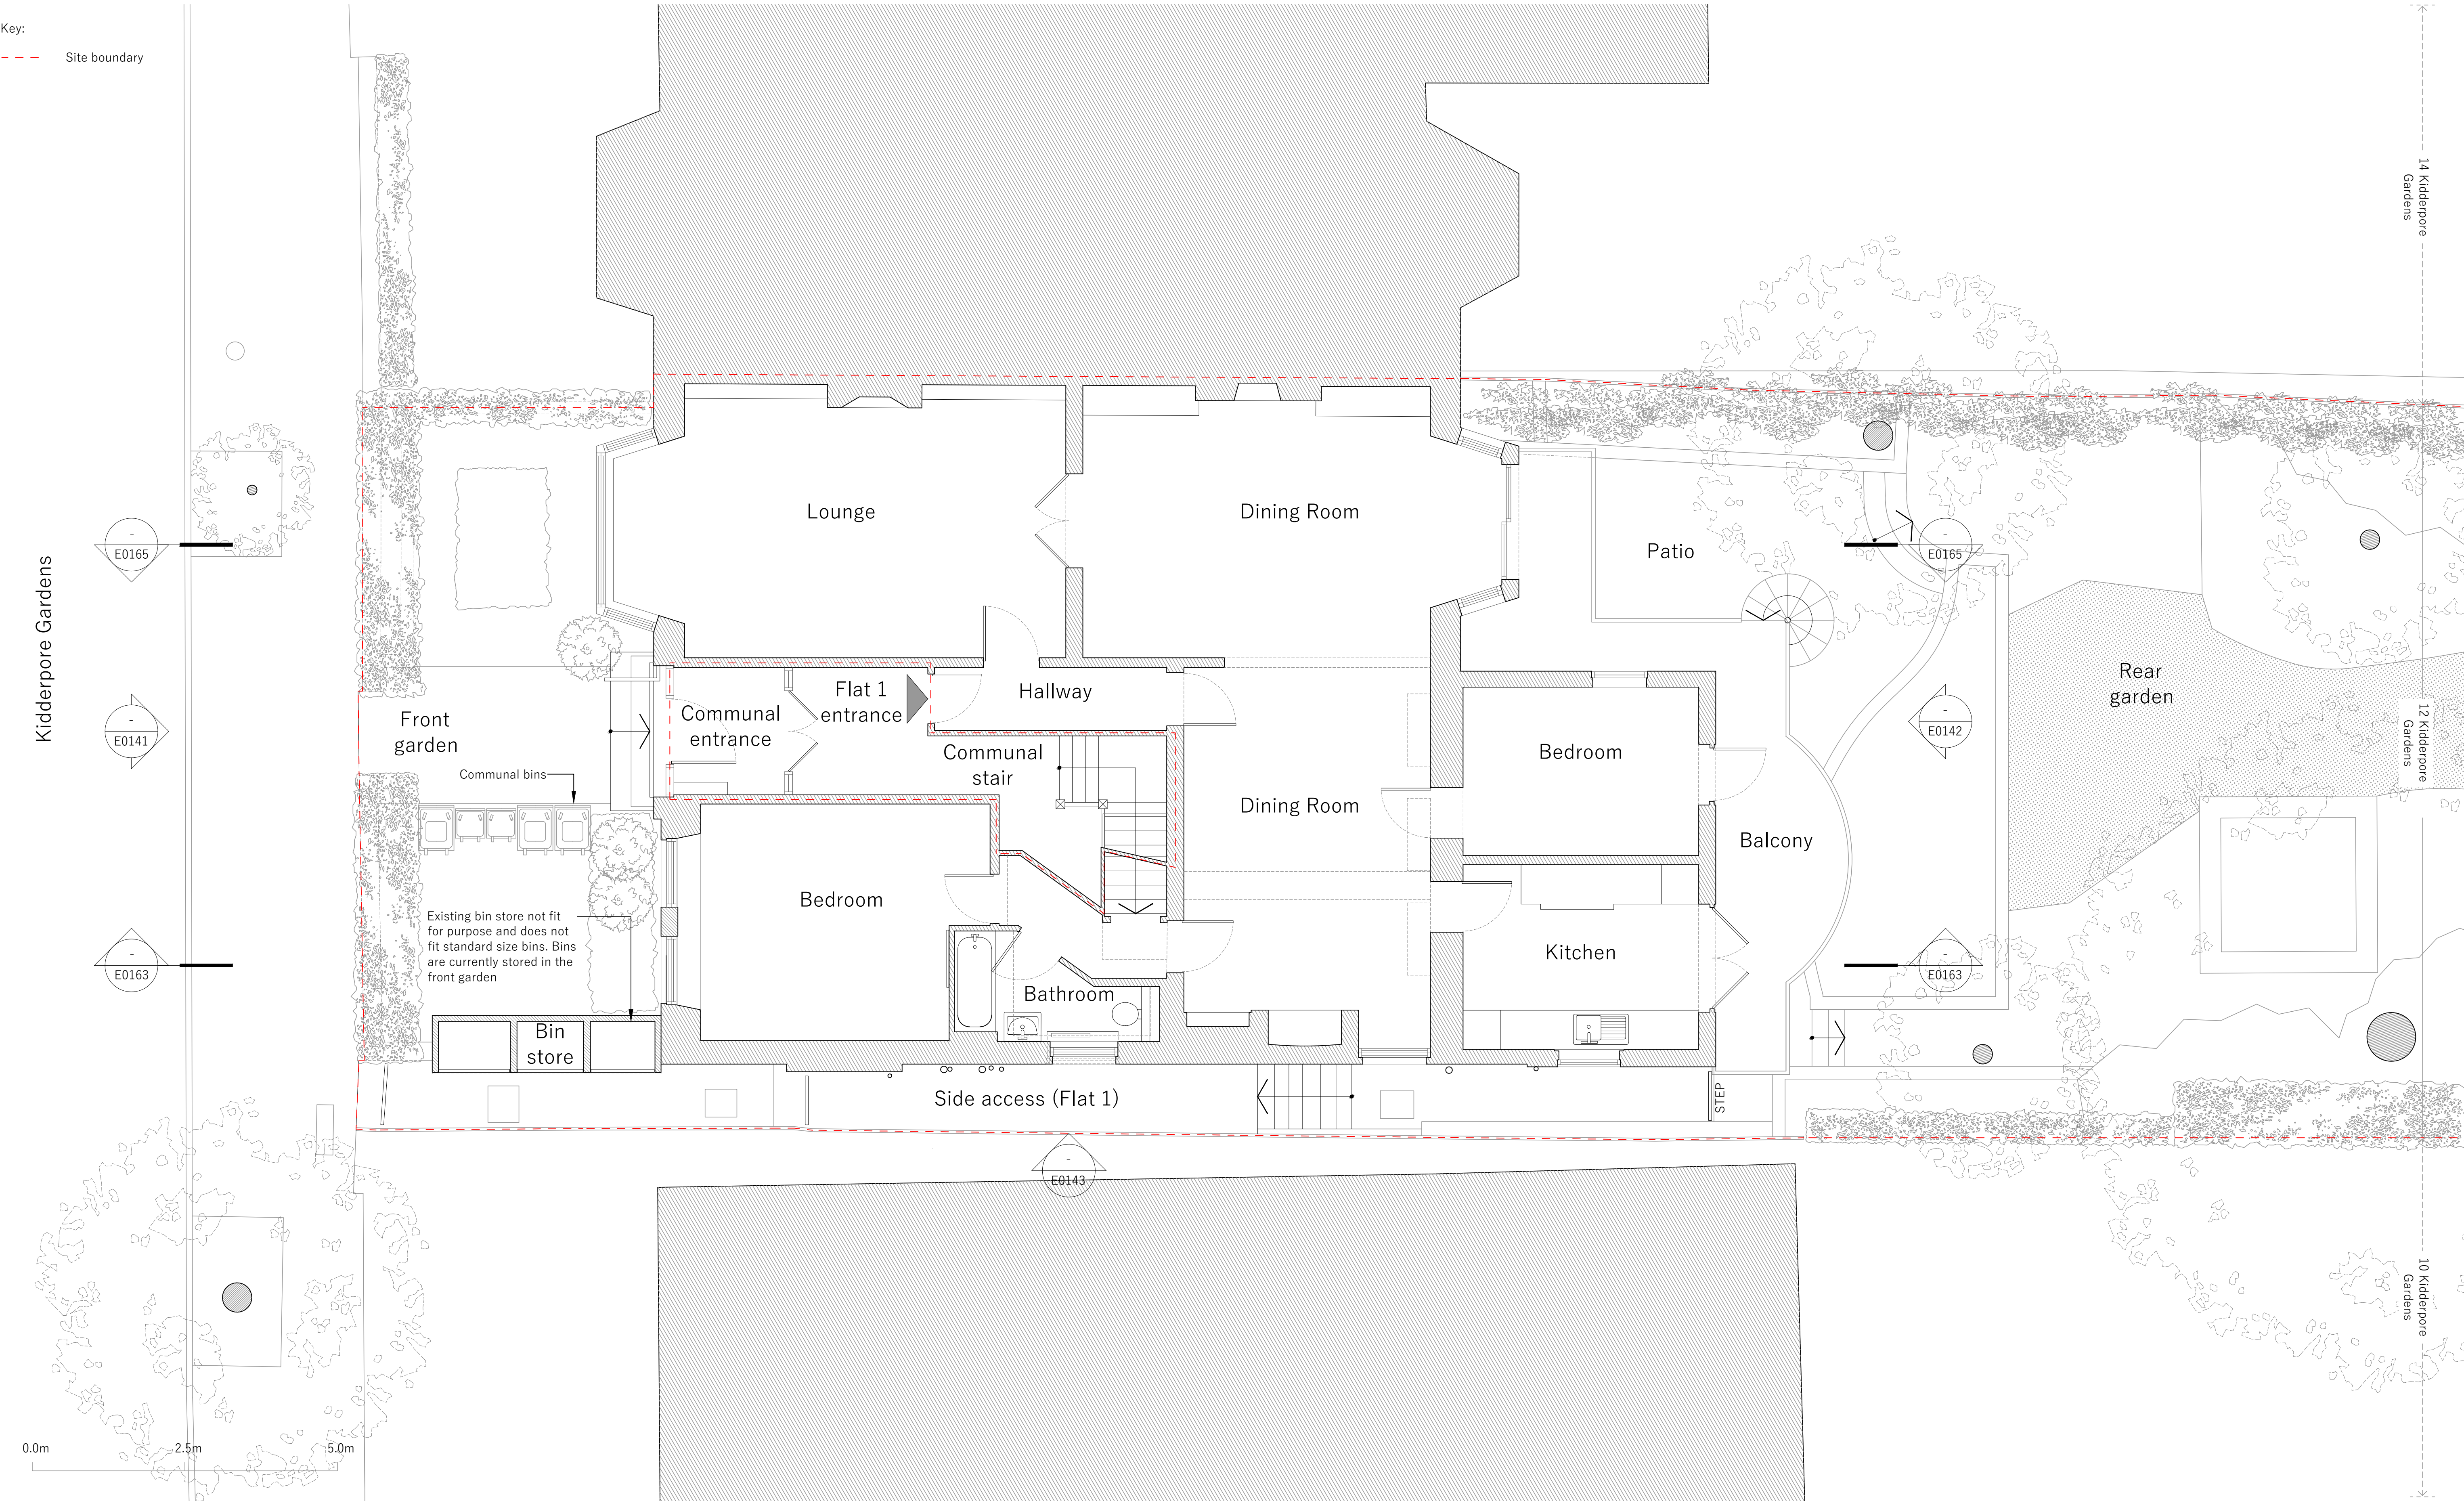 Key:
Site boundary
Kidderpore Gardens
14 Kidderpore
Gardens
12 Kidderpore
Gardens
10 Kidderpore
Gardens
Lounge
Dining Room
Patio
-
E0165
-
E0165
Flat 1
entrance
Hallway
Rear
garden
Front
garden
Communal
entrance
-
E0141
-
E0142
Communal
stair
Bedroom
Communal bins
Dining Room
Balcony
Bedroom
Existing bin store not fit
for purpose and does not
fit standard size bins. Bins
are currently stored in the
front garden
Kitchen
-
E0163
-
E0163
Bathroom
Bin
store
Side access (Flat 1)
STEP
-
E0143
0.0m
2.5m
5.0m